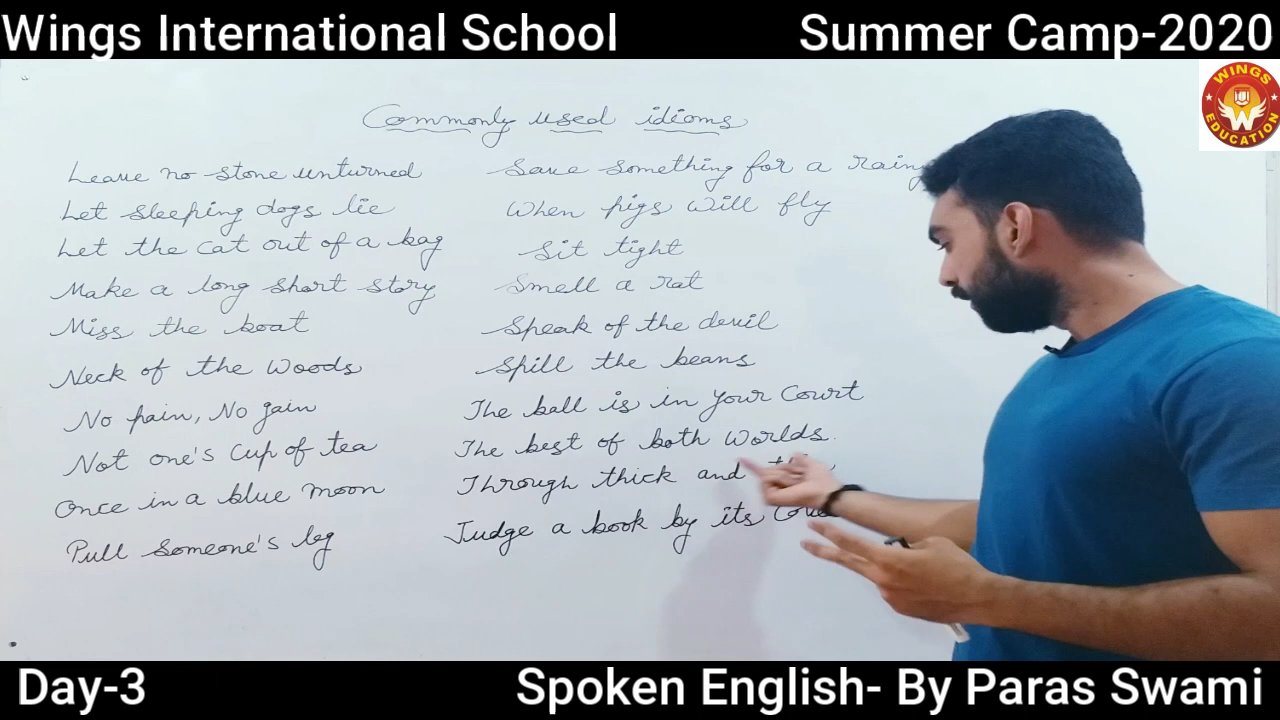 Wings International School
Summer Camp-2020
WINGS
EDUCATION
W
Commonly used idioms
Leave no stone unturned
Let sleeping dogs lie
Let the cat out of a bag
Make a long short story
Miss the boat
Neck of the woods
No pain, No gain
Not one's cup of tea
Once in a blue moon
Pull someone's leg
Save something for a rainy
When pigs will fly
Sit tight
Smell a rat
Speak of the devil
Spill the beans
The ball is in your court
The best of both worlds.
Through thick and
Judge a book by its
Day-3
Spoken English- By Paras Swami